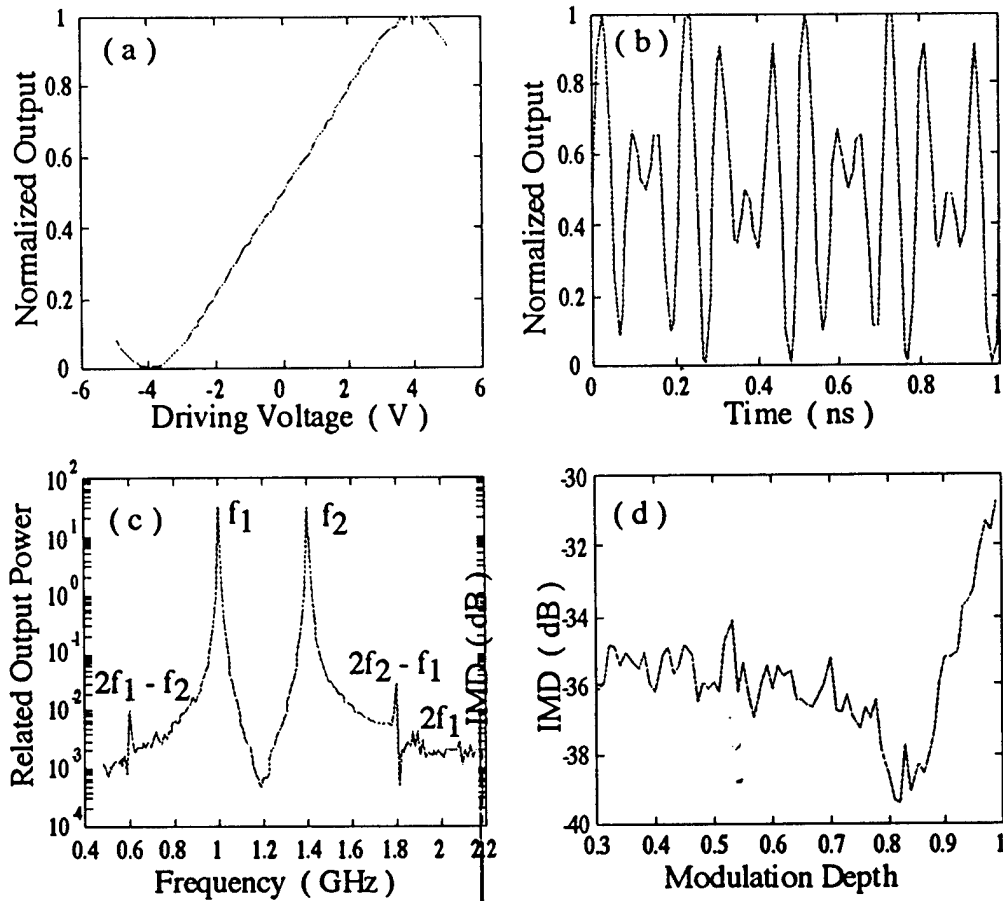 ( a )
Normalized Output
1
0.8
0.6
0.4
0.2
0
-6 -4 -2 0 2 4 6
Driving Voltage ( V )
( b )
Normalized Output
1
0.8
0.6
0.4
0.2
0
0 0.2 0.4 0.6 0.8 1
Time ( ns )
( c )
Related Output Power
10^2
10^1
10^0
10^-1
10^-2
10^-3
10^4
f1
f2
2f1 - f2
2f2 - f1
2f1
0.4 0.6 0.8 1 1.2 1.4 1.6 1.8 2 2.2
Frequency ( GHz )
IMD ( dB )
( d )
IMD ( dB )
-30
-32
-34
-36
-38
-40
0.3 0.4 0.5 0.6 0.7 0.8 0.9 1
Modulation Depth